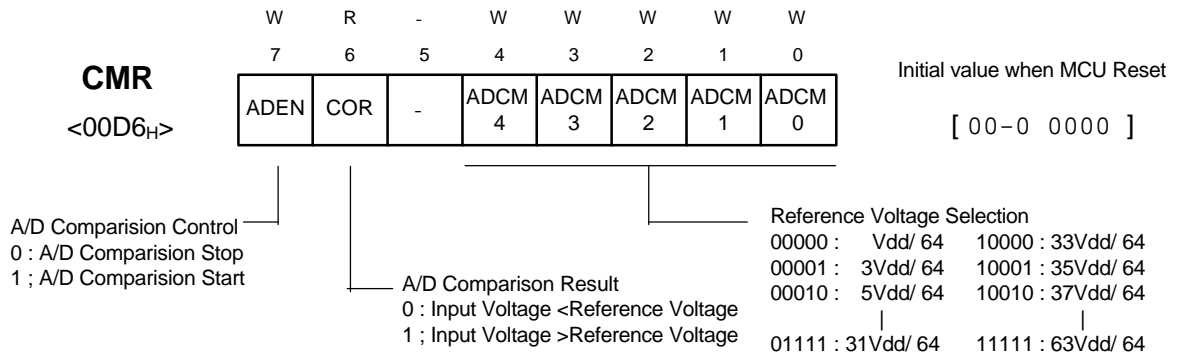 W R - W W W W W
7 6 5 4 3 2 1 0
CMR
<00D6H>
ADEN COR - ADCM 4 ADCM 3 ADCM 2 ADCM 1 ADCM 0
Initial value when MCU Reset
[ 00-0 0000 ]
A/D Comparision Control
0 : A/D Comparision Stop
1 ; A/D Comparision Start
A/D Comparison Result
0 : Input Voltage <Reference Voltage
1 ; Input Voltage >Reference Voltage
Reference Voltage Selection
00000 : Vdd/ 64 10000 : 33Vdd/ 64
00001 : 3Vdd/ 64 10001 : 35Vdd/ 64
00010 : 5Vdd/ 64 10010 : 37Vdd/ 64
| |
01111 : 31Vdd/ 64 11111 : 63Vdd/ 64